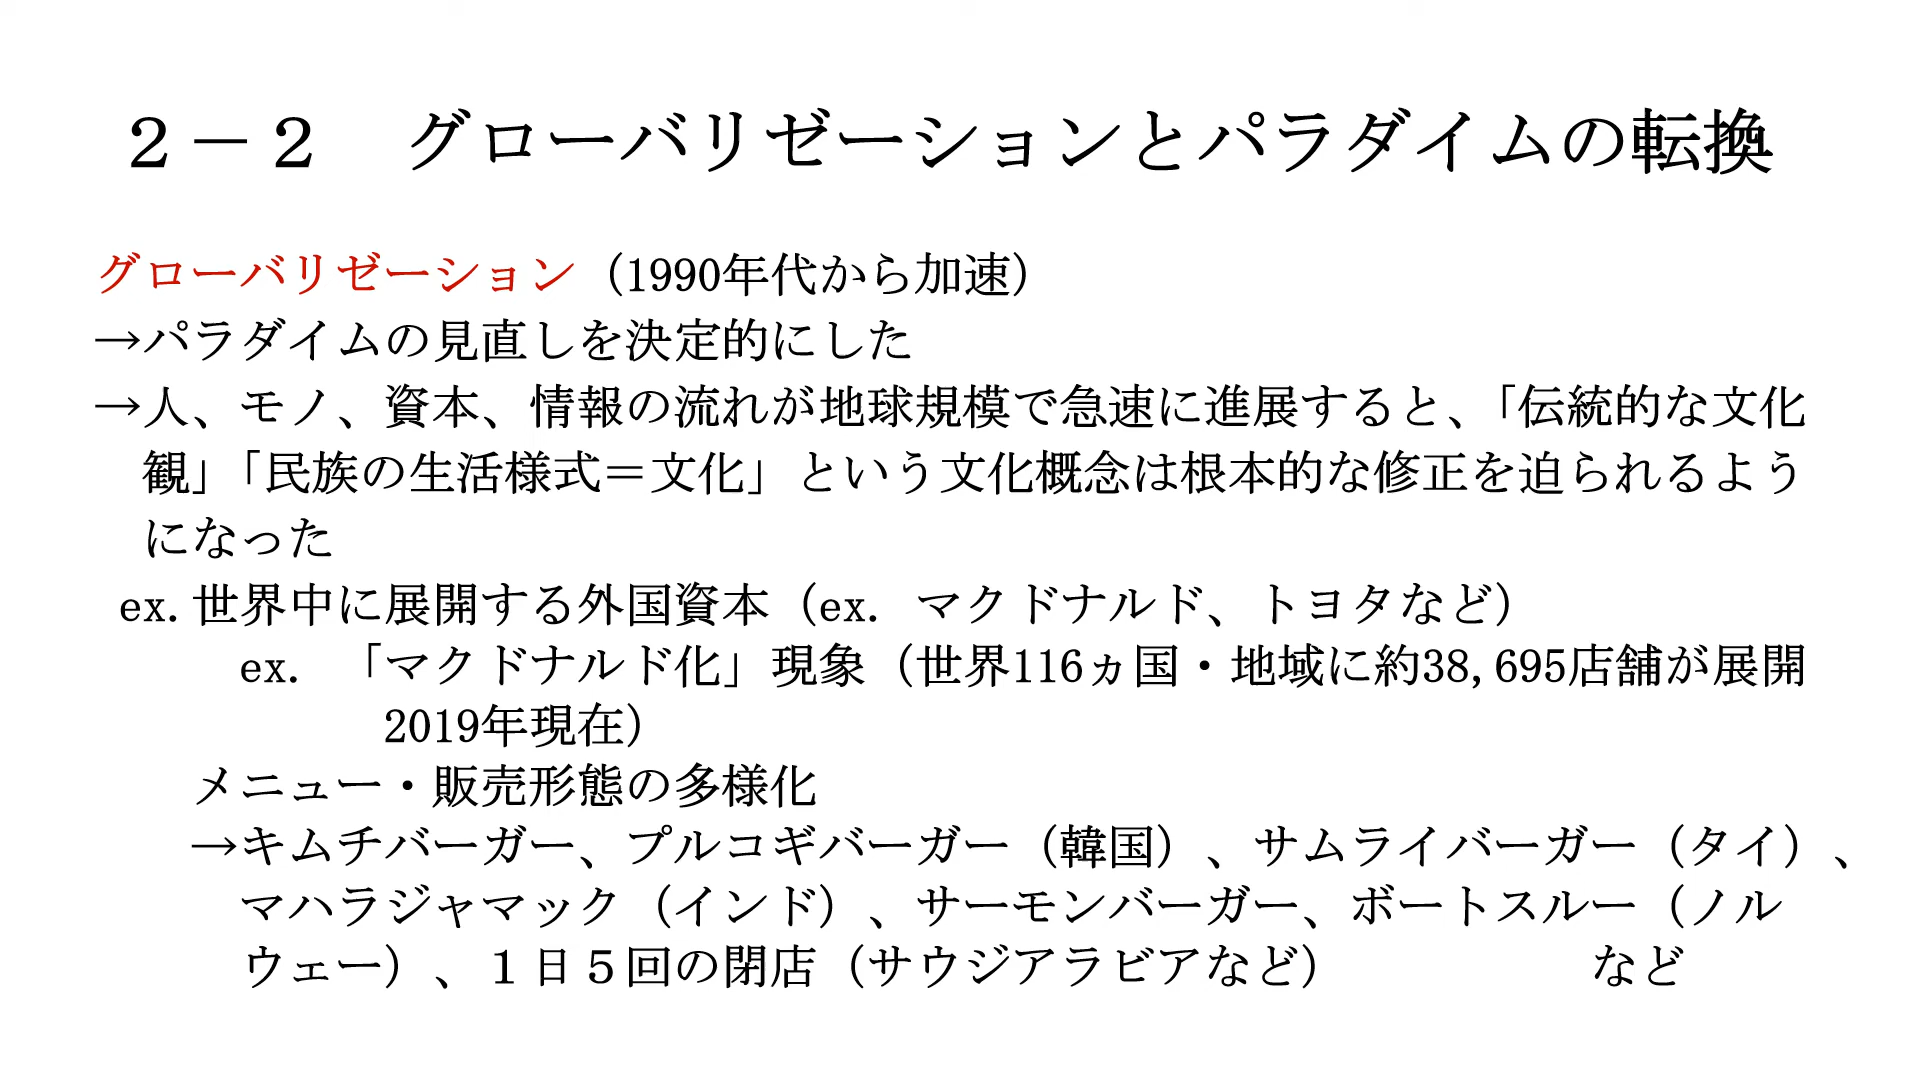 ２－２　グローバリゼーションとパラダイムの転換
グローバリゼーション（1990年代から加速）
→パラダイムの見直しを決定的にした
→人、モノ、資本、情報の流れが地球規模で急速に進展すると、「伝統的な文化
観」「民族の生活様式＝文化」という文化概念は根本的な修正を迫られるよう
になった
ex.世界中に展開する外国資本（ex. マクドナルド、トヨタなど）
ex. 「マクドナルド化」現象（世界116ヵ国・地域に約38,695店舗が展開
2019年現在）
メニュー・販売形態の多様化
→キムチバーガー、プルコギバーガー（韓国）、サムライバーガー（タイ）、
マハラジャマック（インド）、サーモンバーガー、ボートスルー（ノル
ウェー）、１日５回の閉店（サウジアラビアなど）　　　　　　など